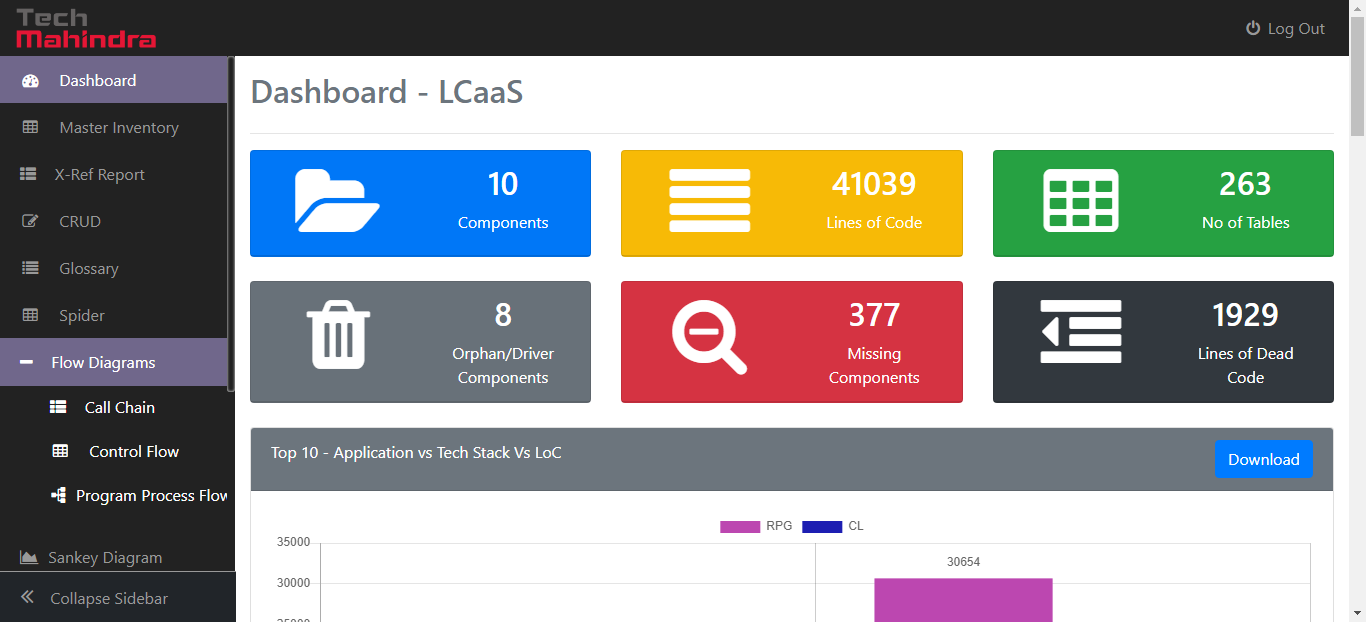 Tech
Mahindra
Log Out
Dashboard
Master Inventory
X-Ref Report
CRUD
Glossary
Spider
Flow Diagrams
Call Chain
Control Flow
Program Process Flow
Sankey Diagram
Collapse Sidebar
Dashboard - LCaaS
10
Components
41039
Lines of Code
263
No of Tables
8
Orphan/Driver
Components
377
Missing
Components
1929
Lines of Dead
Code
Top 10 - Application vs Tech Stack Vs LoC
Download
RPG
CL
35000
30654
30000
25000